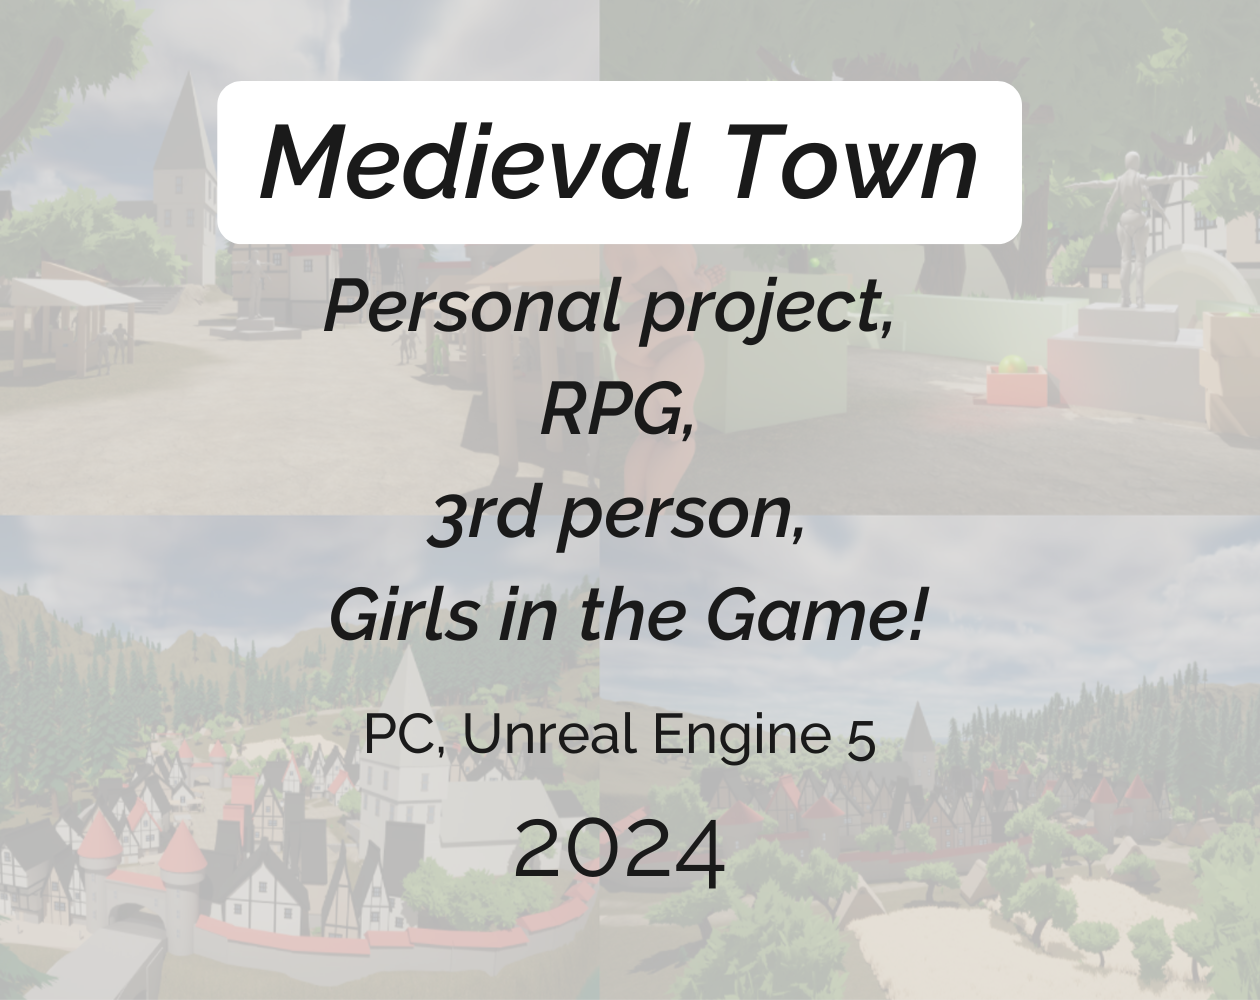 Medieval Town
Personal project,
RPG,
3rd person,
Girls in the Game!
PC, Unreal Engine 5
2024